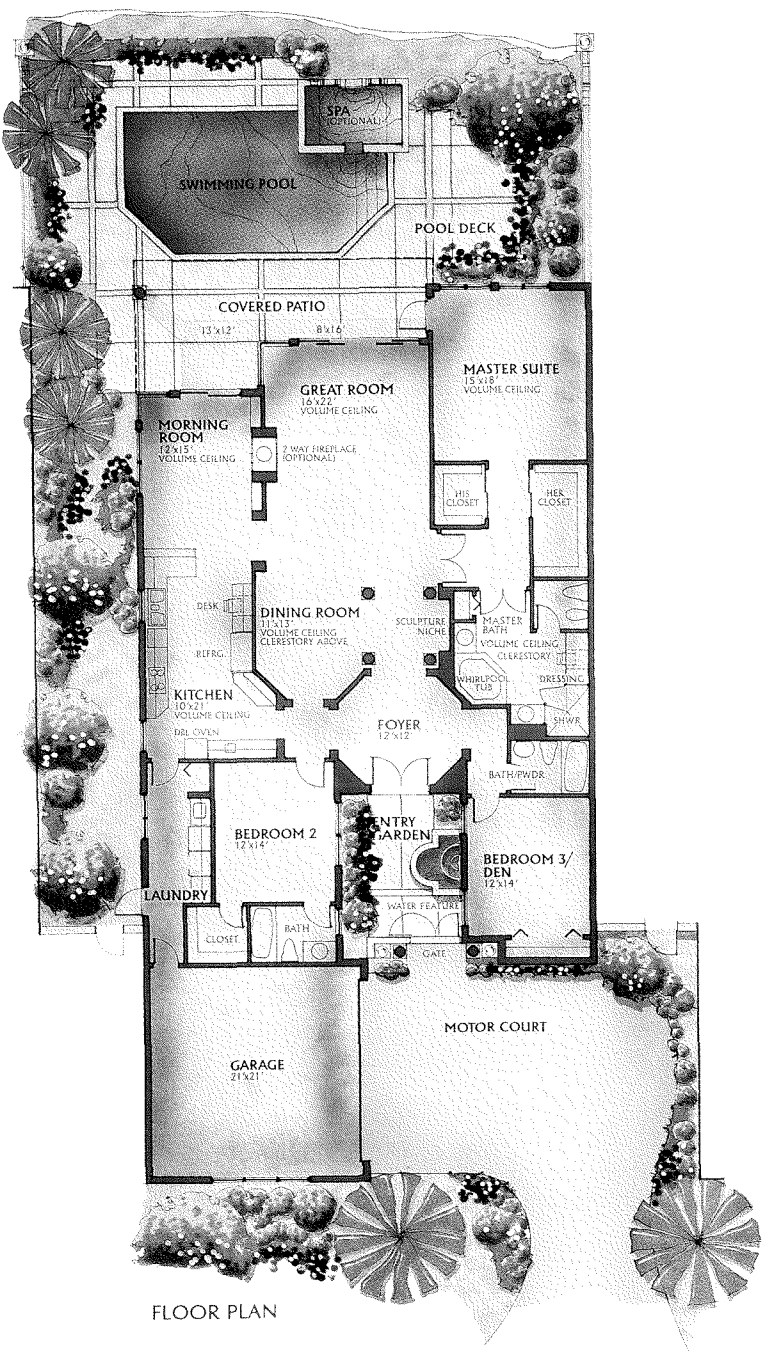 SPA
(OPTIONAL)
SWIMMING POOL
POOL DECK
COVERED PATIO
13'x12' 8'x16
MASTER SUITE
15'x18'
VOLUME CEILING
GREAT ROOM
16'x22'
VOLUME CEILING
MORNING
ROOM
12'x15'
VOLUME CEILING
2 WAY FIREPLACE
(OPTIONAL)
HIS
CLOSET
HER
CLOSET
DESK
DINING ROOM
11'x13'
VOLUME CEILING
CLERESTORY ABOVE
SCULPTURE
NICHE
MASTER
BATH
VOLUME CEILING
CLERESTORY
REFRG.
WHIRLPOOL
TUB
DRESSING
KITCHEN
10'x21'
VOLUME CEILING
SHWR
DBL OVEN
FOYER
12'x12'
BATH/PWDR
BEDROOM 2
12'x14'
ENTRY
GARDEN
BEDROOM 3/
DEN
12'x14'
LAUNDRY
WATER FEATURE
CLOSET
BATH
GATE
MOTOR COURT
GARAGE
21'x21'
FLOOR PLAN